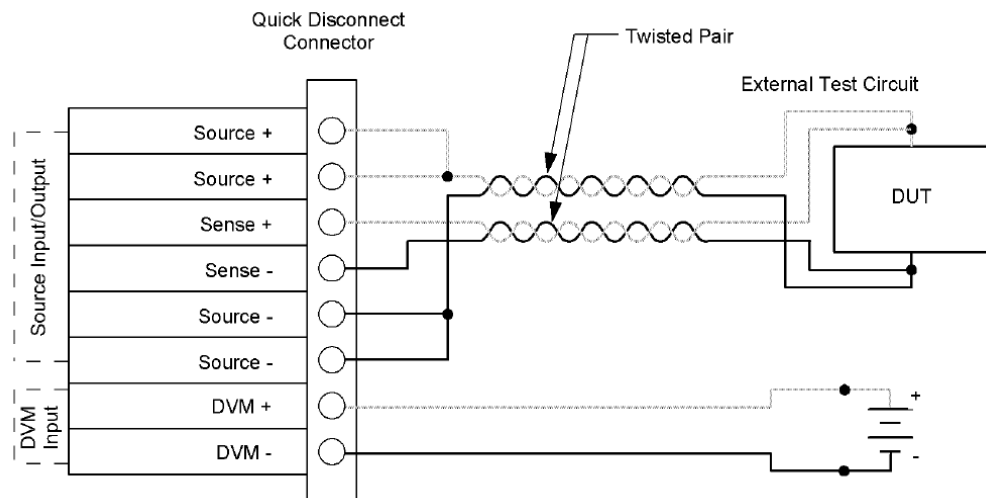 Quick Disconnect
Connector
Twisted Pair
External Test Circuit
Source Input/Output
Source +
Source +
Sense +
Sense -
Source -
Source -
DUT
DVM
Input
DVM +
DVM -
+
-